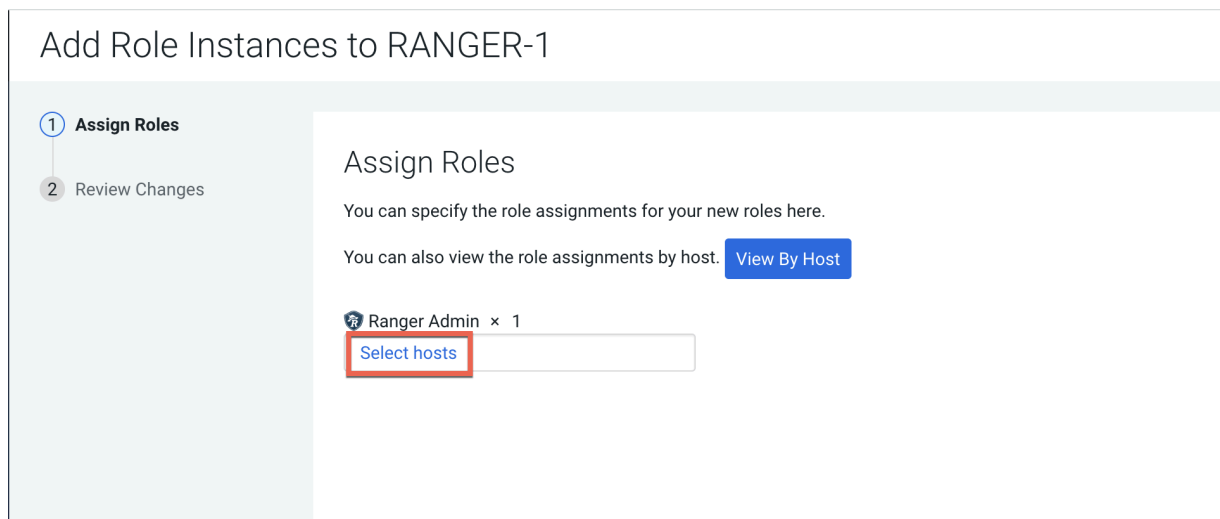 Add Role Instances to RANGER-1
1 Assign Roles
2 Review Changes
Assign Roles
You can specify the role assignments for your new roles here.
You can also view the role assignments by host. View By Host
Ranger Admin × 1
Select hosts